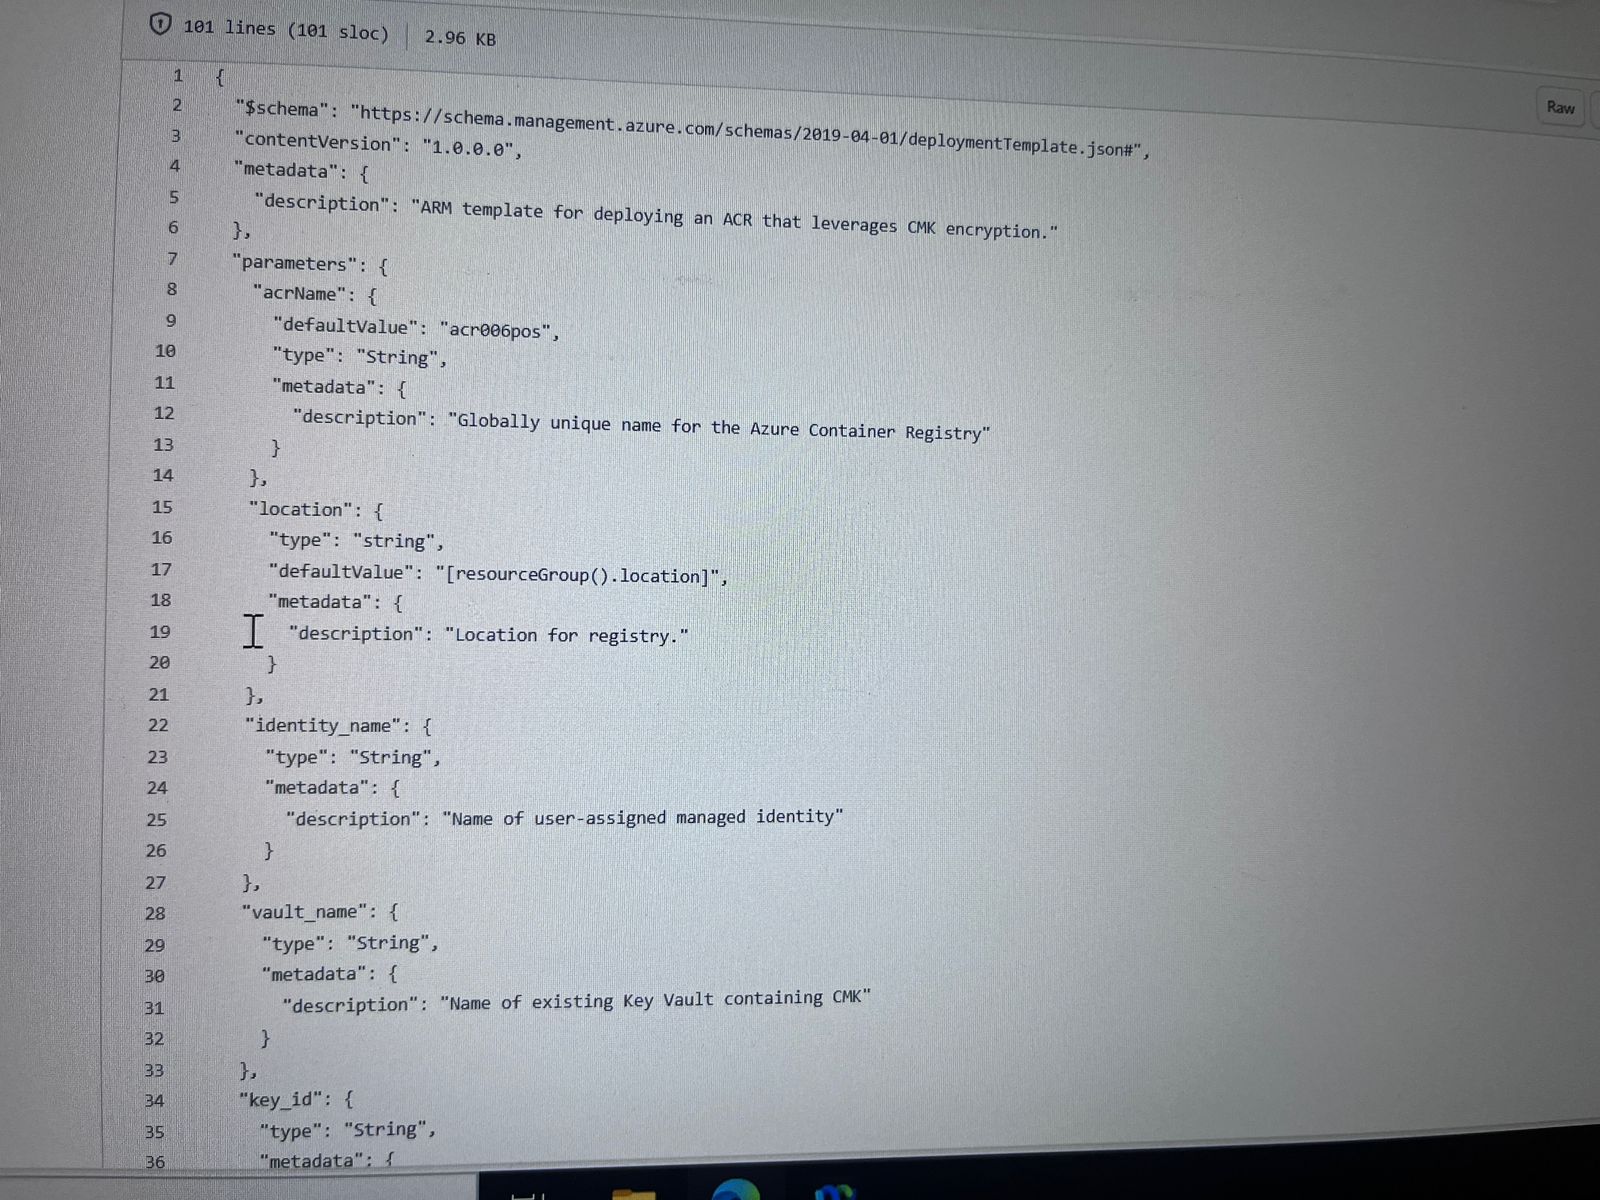 101 lines (101 sloc) 2.96 KB
Raw
1 {
2 "$schema": "https://schema.management.azure.com/schemas/2019-04-01/deploymentTemplate.json#",
3 "contentVersion": "1.0.0.0",
4 "metadata": {
5 "description": "ARM template for deploying an ACR that leverages CMK encryption."
6 },
7 "parameters": {
8 "acrName": {
9 "defaultValue": "acr006pos",
10 "type": "String",
11 "metadata": {
12 "description": "Globally unique name for the Azure Container Registry"
13 }
14 },
15 "location": {
16 "type": "string",
17 "defaultValue": "[resourceGroup().location]",
18 "metadata": {
19 "description": "Location for registry."
20 }
21 },
22 "identity_name": {
23 "type": "String",
24 "metadata": {
25 "description": "Name of user-assigned managed identity"
26 }
27 },
28 "vault_name": {
29 "type": "String",
30 "metadata": {
31 "description": "Name of existing Key Vault containing CMK"
32 }
33 },
34 "key_id": {
35 "type": "String",
36 "metadata": {